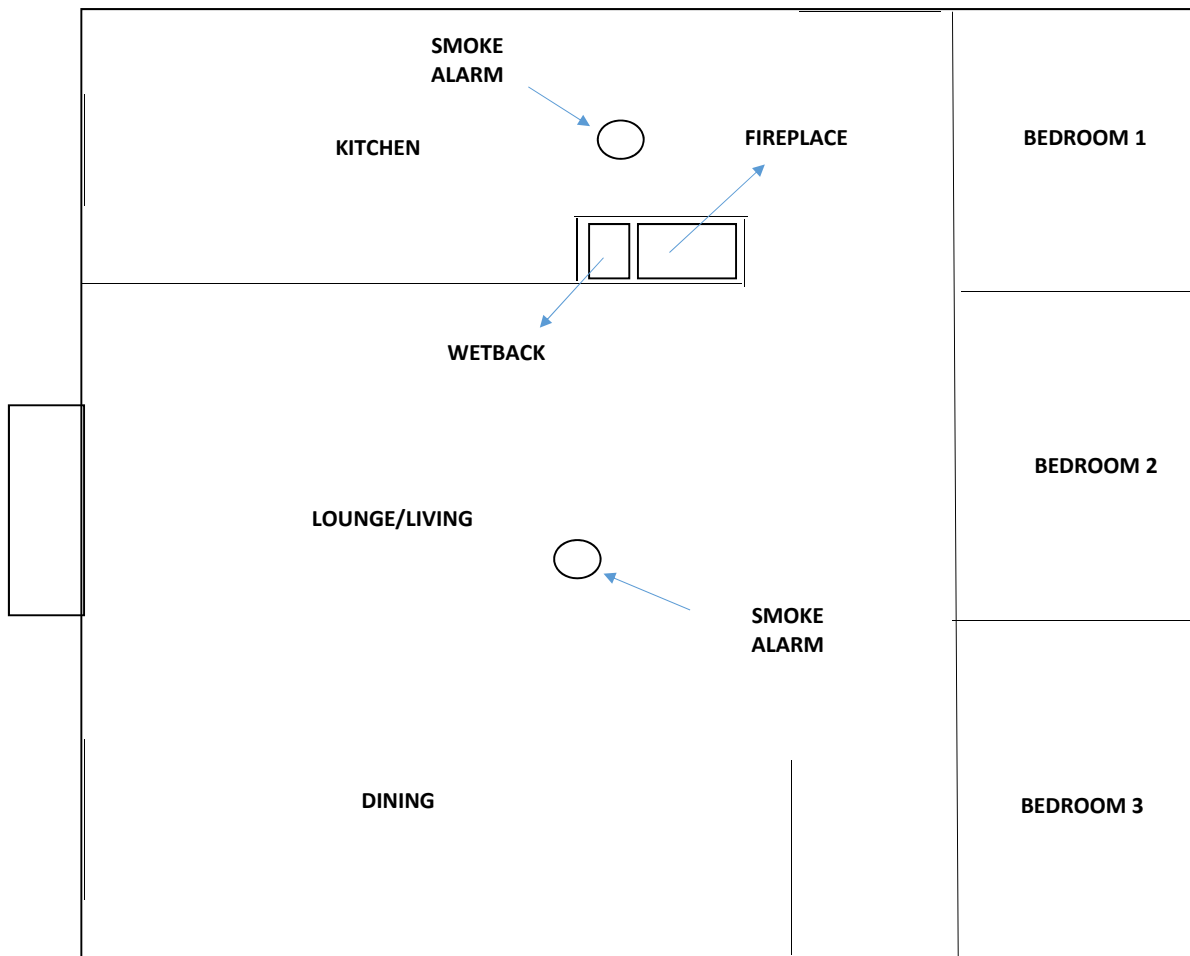 SMOKE
ALARM
KITCHEN
FIREPLACE
BEDROOM 1
WETBACK
BEDROOM 2
LOUNGE/LIVING
SMOKE
ALARM
DINING
BEDROOM 3